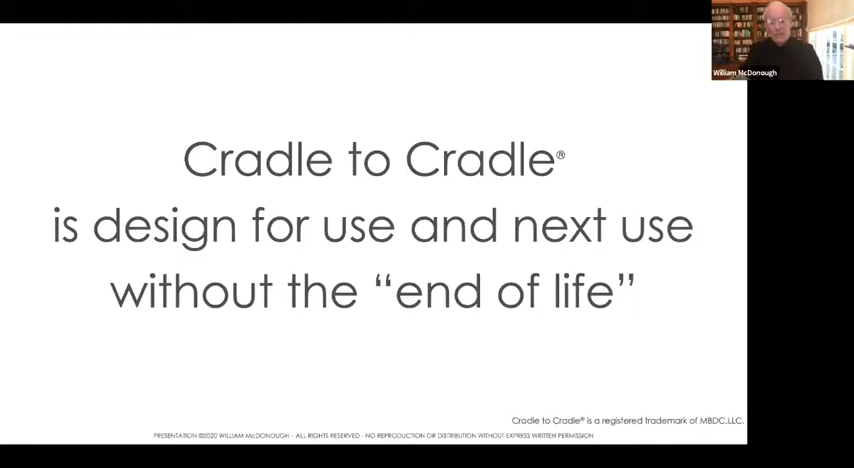 William McDonough
Cradle to Cradle®
is design for use and next use
without the “end of life”
Cradle to Cradle® is a registered trademark of MBDC,LLC.
PRESENTATION ©2020 WILLIAM McDONOUGH - ALL RIGHTS RESERVED - NO REPRODUCTION OR DISTRIBUTION WITHOUT EXPRESS WRITTEN PERMISSION